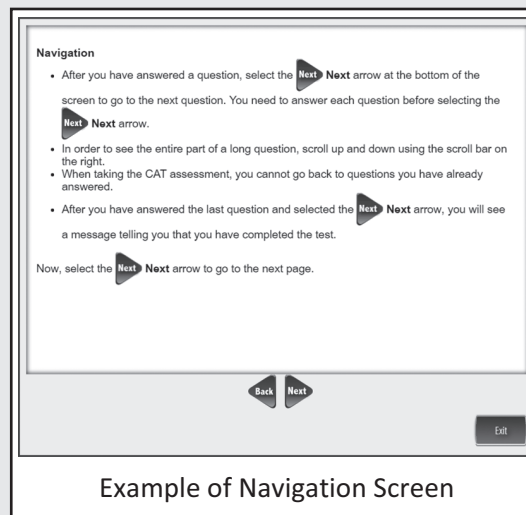 Navigation
• After you have answered a question, select the Next Next arrow at the bottom of the
screen to go to the next question. You need to answer each question before selecting the
Next Next arrow.
• In order to see the entire part of a long question, scroll up and down using the scroll bar on
the right.
• When taking the CAT assessment, you cannot go back to questions you have already
answered.
• After you have answered the last question and selected the Next Next arrow, you will see
a message telling you that you have completed the test.
Now, select the Next Next arrow to go to the next page.
Back Next
Exit
Example of Navigation Screen